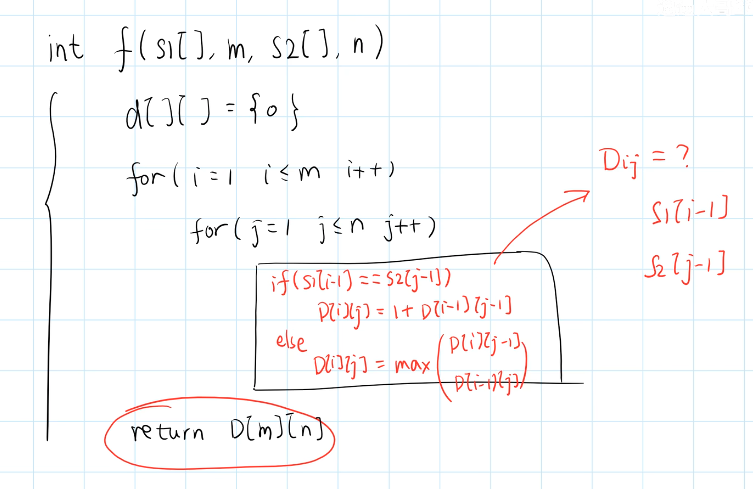 int f(S1[], m, S2[], n)
d[][] = {0}
for( i=1 i≤m i++)
for( j=1 j≤n j++)
if(S1[i-1] == S2[j-1])
D[i][j] = 1 + D[i-1][j-1]
else
D[i][j] = max(D[i][j-1],
D[i-1][j])
return D[m][n]
Dij = ?
S1[i-1]
S2[j-1]